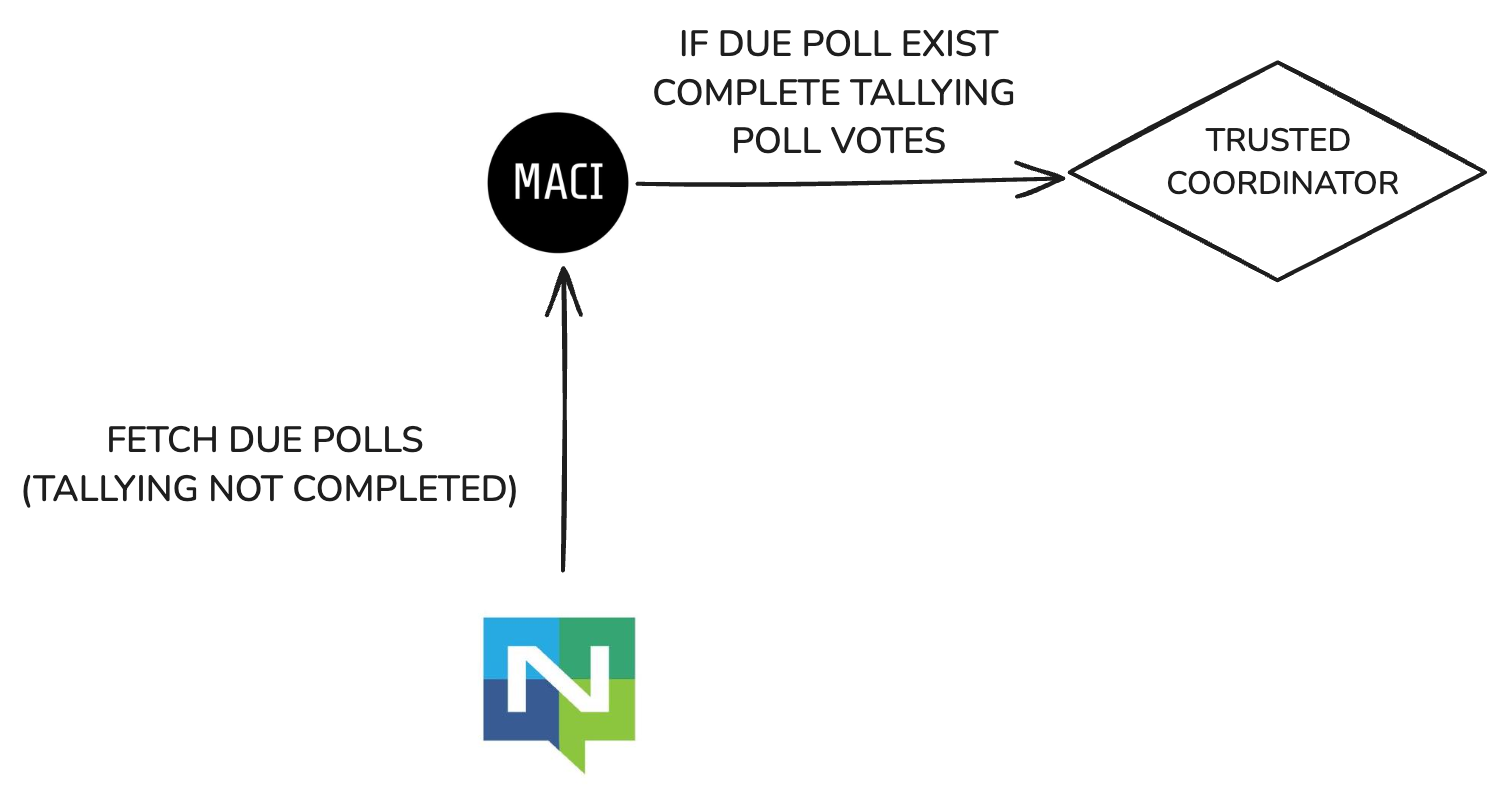 IF DUE POLL EXIST
COMPLETE TALLYING
POLL VOTES
TRUSTED
COORDINATOR
MACI
FETCH DUE POLLS
(TALLYING NOT COMPLETED)
N